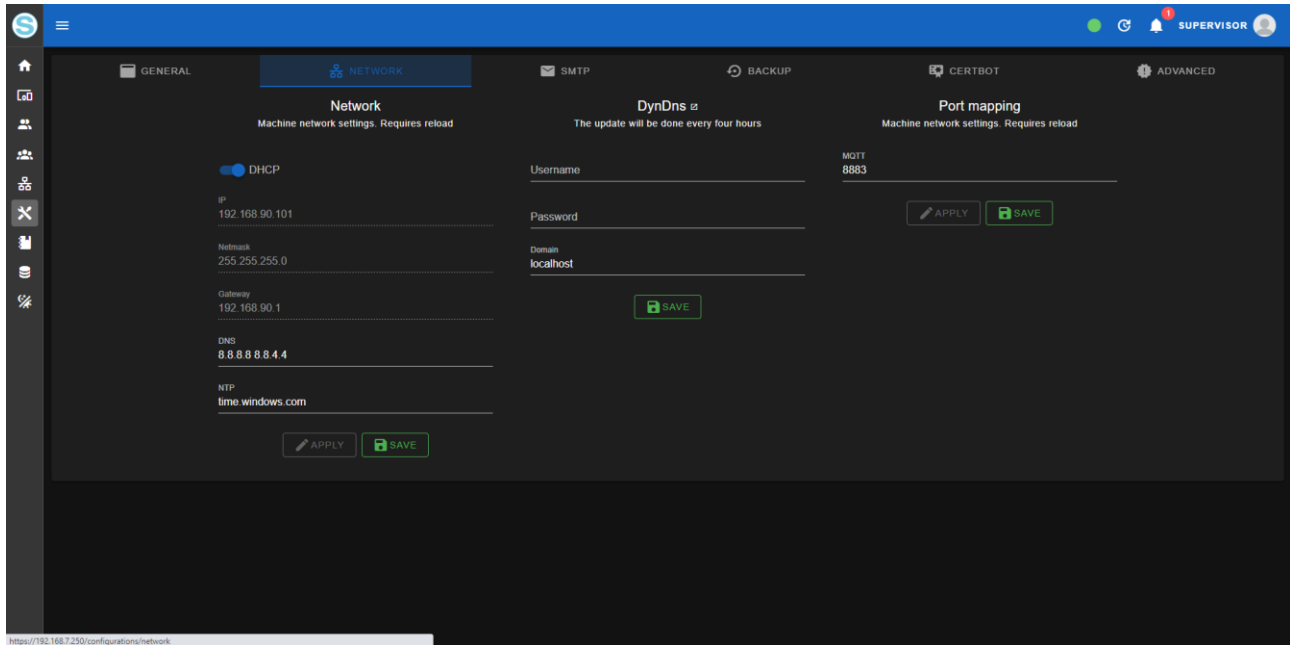 S
1
SUPERVISOR
GENERAL
NETWORK
SMTP
BACKUP
CERTBOT
ADVANCED
Network
Machine network settings. Requires reload
DHCP
IP
192.168.90.101
Netmask
255.255.255.0
Gateway
192.168.90.1
DNS
8.8.8.8 8.8.4.4
NTP
time.windows.com
APPLY
SAVE
DynDns
The update will be done every four hours
Username
Password
Domain
localhost
SAVE
Port mapping
Machine network settings. Requires reload
MQTT
8883
APPLY
SAVE
https://192.168.7.250/configurations/network